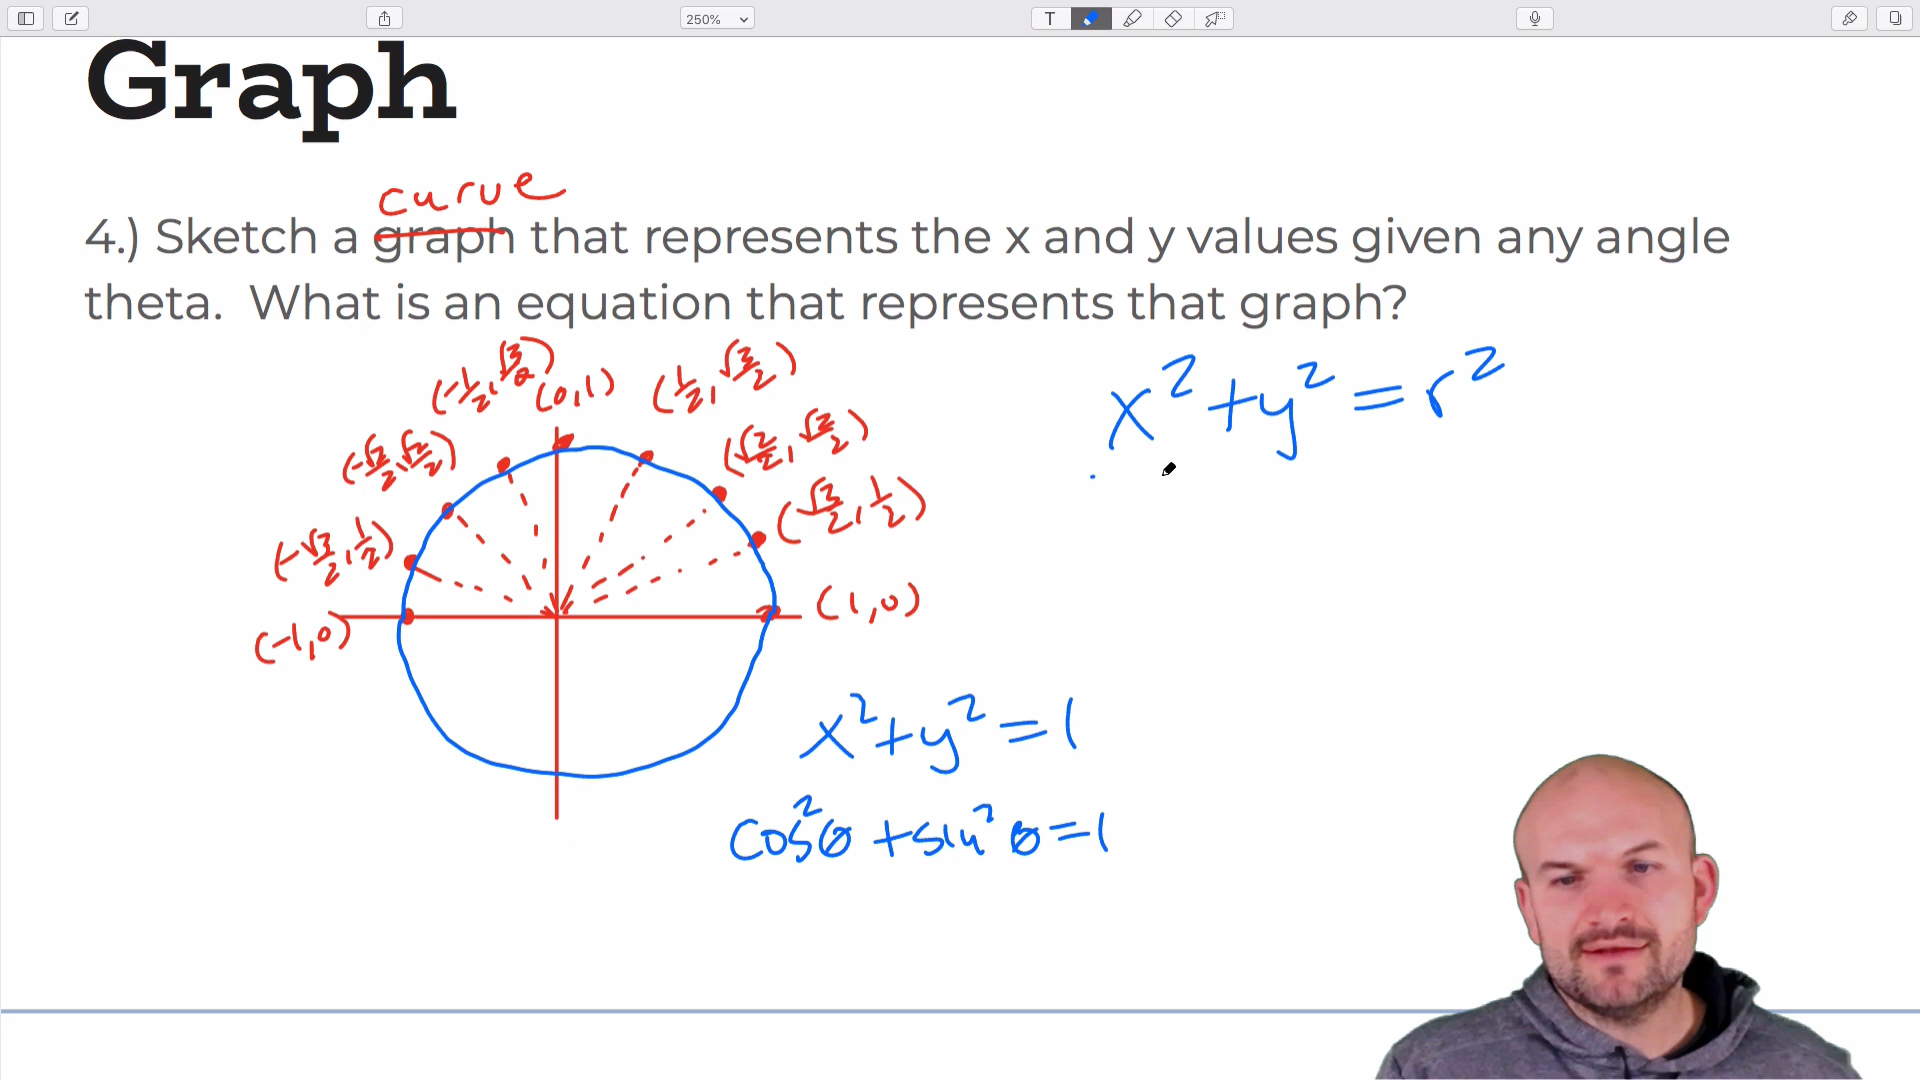 250%
T
Graph
curve
4.) Sketch a graph that represents the x and y values given any angle
theta. What is an equation that represents that graph?
x²+y²=r²
(-1/2, √3/2)
(0,1)
(1/2, √3/2)
(-√2/2, √2/2)
(√2/2, √2/2)
(-√3/2, 1/2)
(√3/2, 1/2)
(-1,0)
(1,0)
x²+y²=1
cos²θ+sin²θ=1